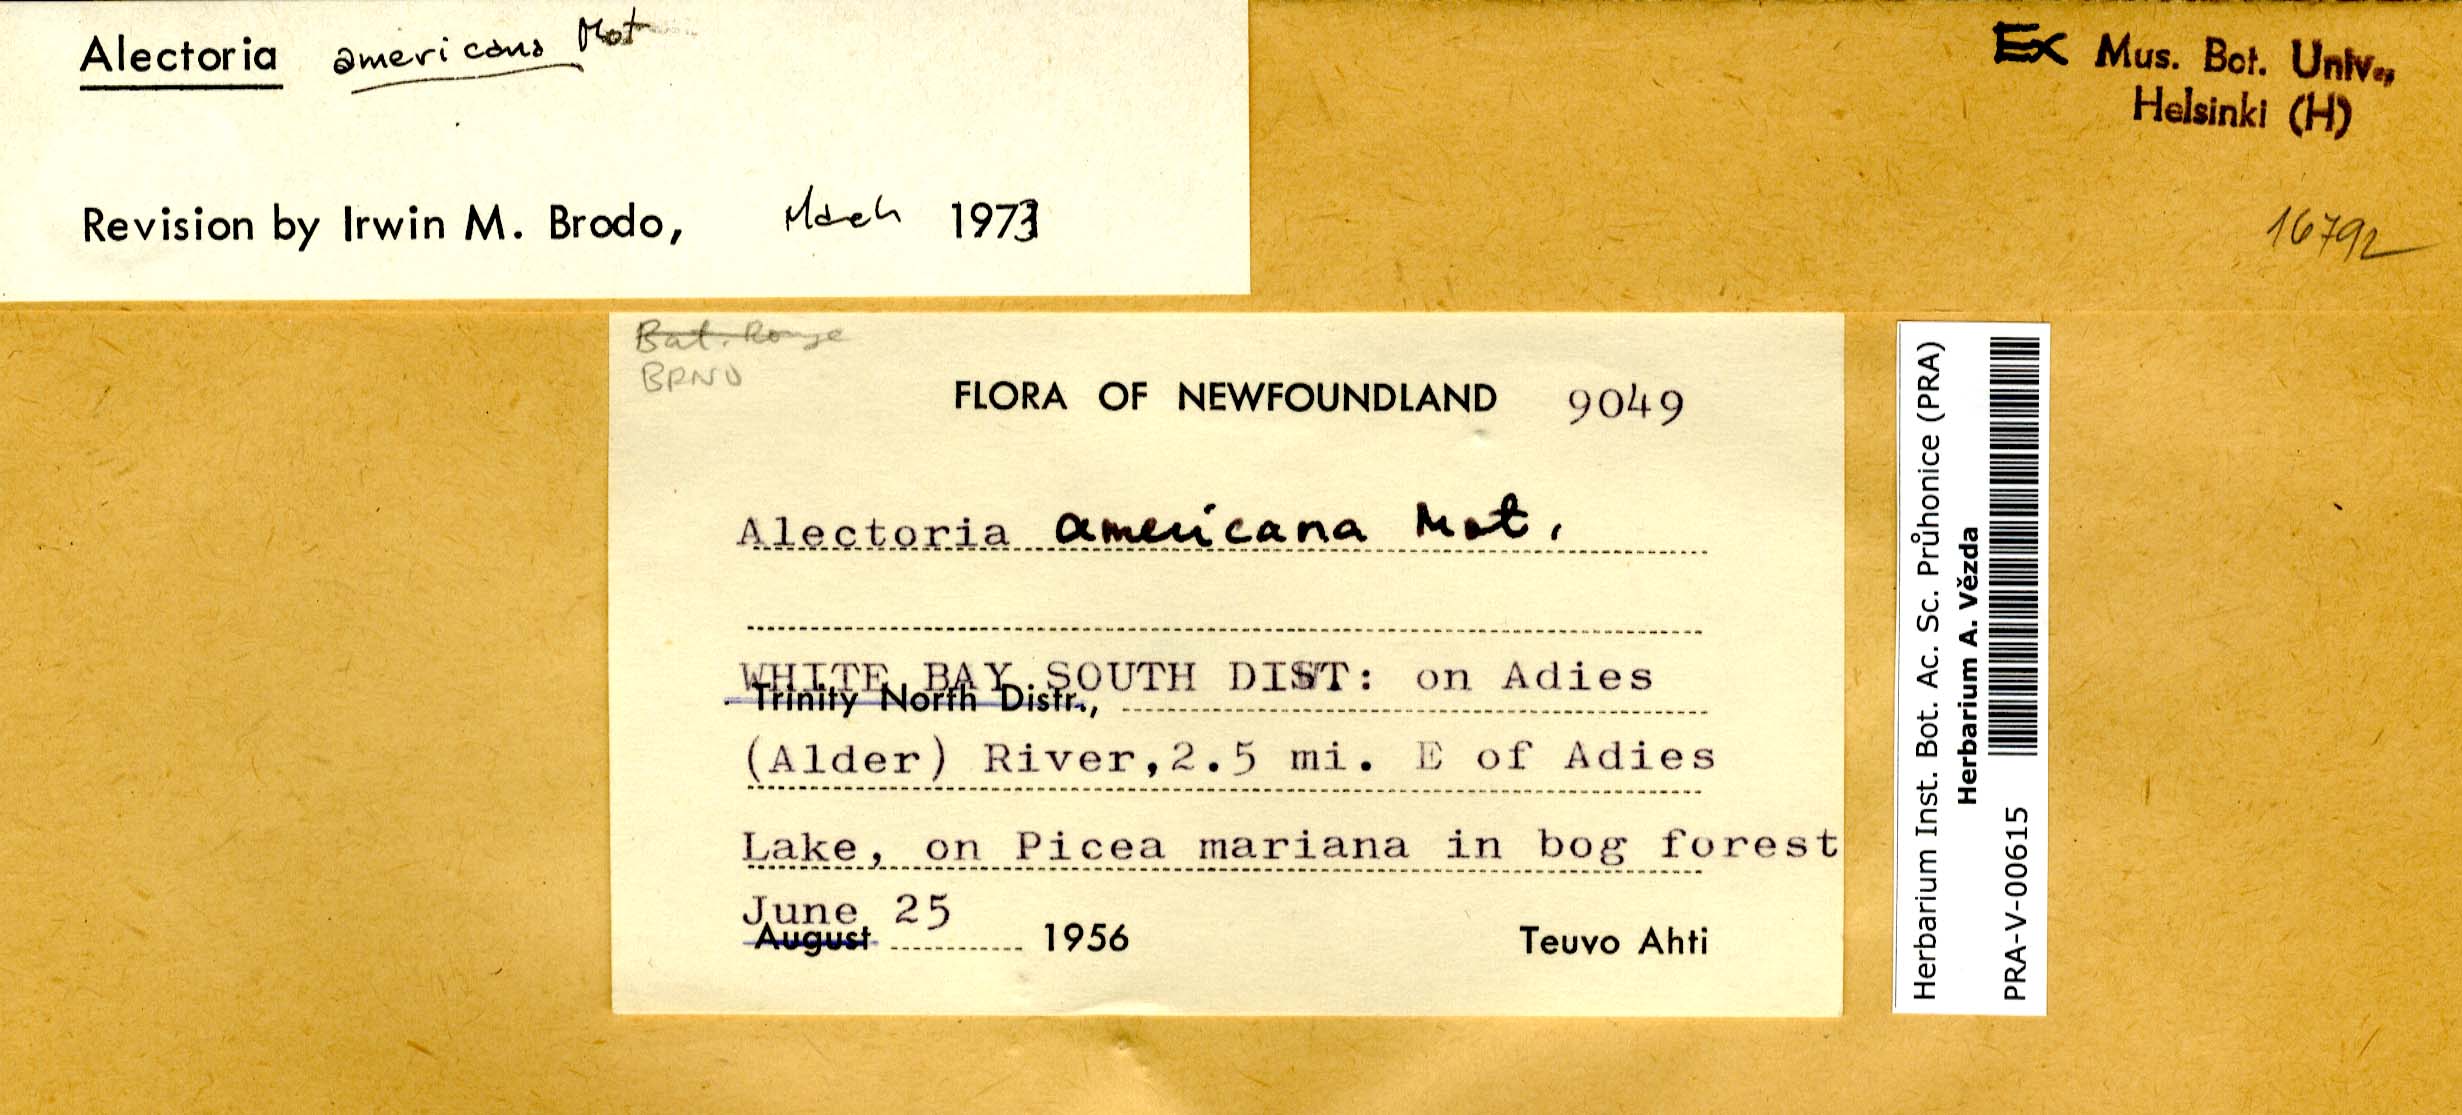 Alectoria americana Mot
Revision by Irwin M. Brodo, March 1973
Ex Mus. Bot. Univ.,
Helsinki (H)
16792
Bat. Rouge
BRNU
FLORA OF NEWFOUNDLAND 9049
Alectoria americana Mot.
WHITE BAY SOUTH DIST: on Adies
Trinity North Distr.,
(Alder) River, 2.5 mi. E of Adies
Lake, on Picea mariana in bog forest
June 25
August 1956 Teuvo Ahti
Herbarium Inst. Bot. Ac. Sc. Průhonice (PRA)
Herbarium A. Vězda
PRA-V-00615